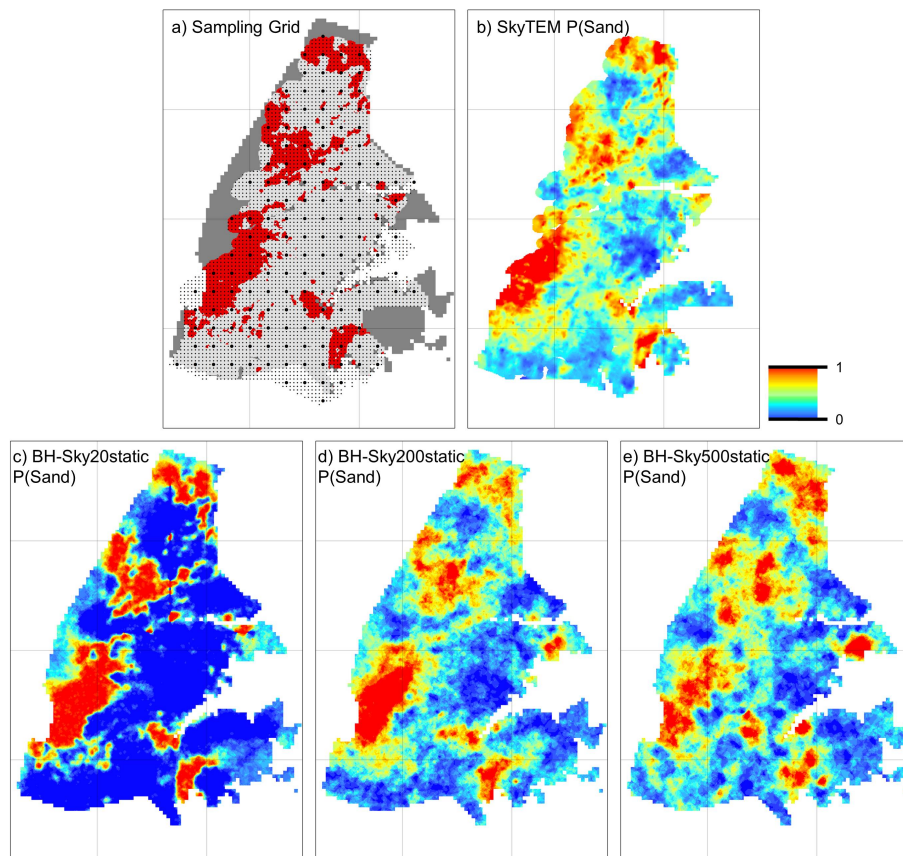 a) Sampling Grid
b) SkyTEM P(Sand)
1
0
c) BH-Sky20static
P(Sand)
d) BH-Sky200static
P(Sand)
e) BH-Sky500static
P(Sand)